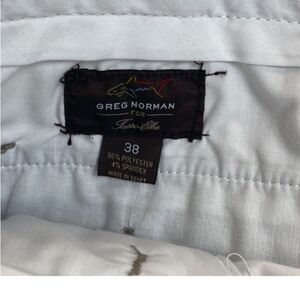 GREG NORMAN
FOR
Tasso Elba
38
96% POLYESTER
4% SPANDEX
MADE IN EGYPT